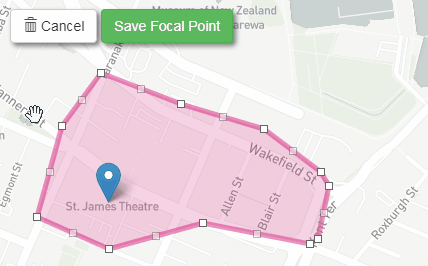 Museum of New Zealand
Cancel
Save Focal Point
Wakefield St
Allen St
Blair St
St. James Theatre
Egmont St
Roxburgh St